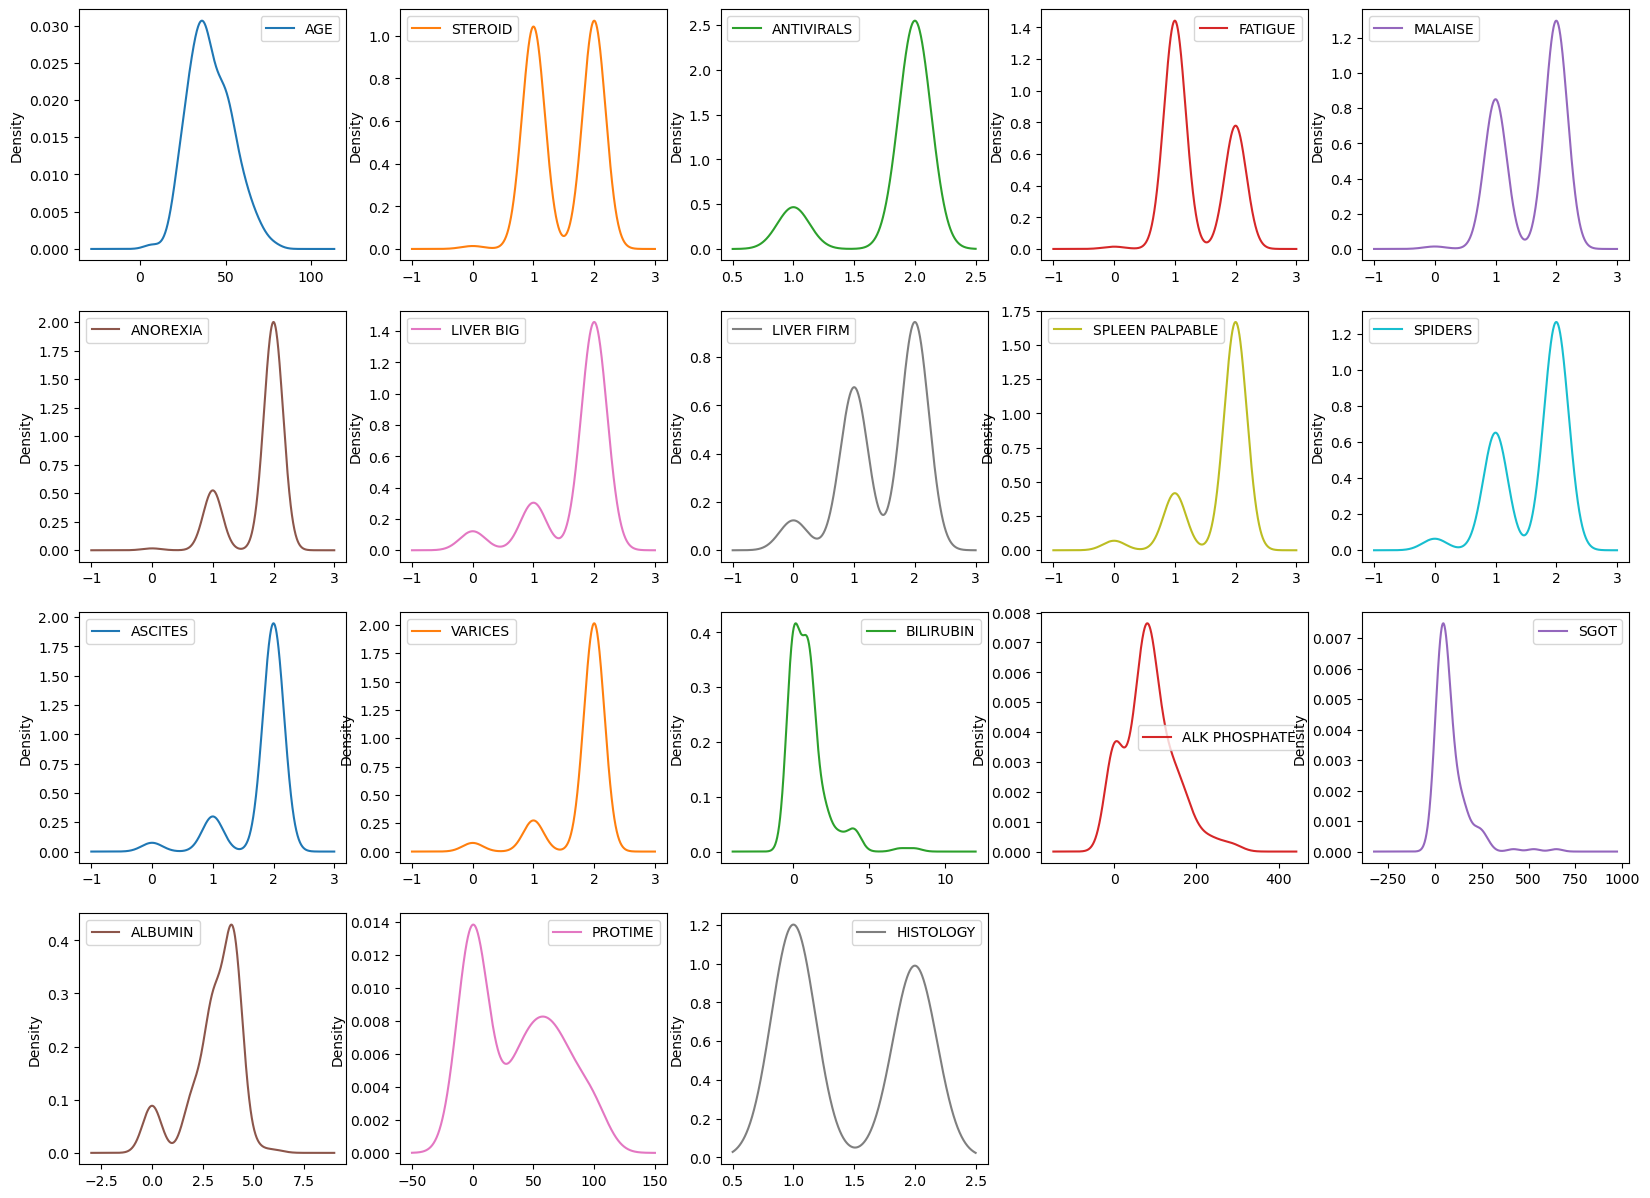 AGE
Density
0.030
0.025
0.020
0.015
0.010
0.005
0.000
0 50 100
STEROID
Density
1.0
0.8
0.6
0.4
0.2
0.0
−1 0 1 2 3
ANTIVIRALS
Density
2.5
2.0
1.5
1.0
0.5
0.0
0.5 1.0 1.5 2.0 2.5
FATIGUE
Density
1.4
1.2
1.0
0.8
0.6
0.4
0.2
0.0
−1 0 1 2 3
MALAISE
Density
1.2
1.0
0.8
0.6
0.4
0.2
0.0
−1 0 1 2 3
ANOREXIA
Density
2.00
1.75
1.50
1.25
1.00
0.75
0.50
0.25
0.00
−1 0 1 2 3
LIVER BIG
Density
1.4
1.2
1.0
0.8
0.6
0.4
0.2
0.0
−1 0 1 2 3
LIVER FIRM
Density
0.8
0.6
0.4
0.2
0.0
−1 0 1 2 3
SPLEEN PALPABLE
Density
1.75
1.50
1.25
1.00
0.75
0.50
0.25
0.00
−1 0 1 2 3
SPIDERS
Density
1.2
1.0
0.8
0.6
0.4
0.2
0.0
−1 0 1 2 3
ASCITES
Density
2.00
1.75
1.50
1.25
1.00
0.75
0.50
0.25
0.00
−1 0 1 2 3
VARICES
Density
2.00
1.75
1.50
1.25
1.00
0.75
0.50
0.25
0.00
−1 0 1 2 3
BILIRUBIN
Density
0.4
0.3
0.2
0.1
0.0
0 5 10
ALK PHOSPHATE
Density
0.008
0.007
0.006
0.005
0.004
0.003
0.002
0.001
0.000
0 200 400
SGOT
Density
0.007
0.006
0.005
0.004
0.003
0.002
0.001
0.000
−250 0 250 500 750 1000
ALBUMIN
Density
0.4
0.3
0.2
0.1
0.0
−2.5 0.0 2.5 5.0 7.5
PROTIME
Density
0.014
0.012
0.010
0.008
0.006
0.004
0.002
0.000
−50 0 50 100 150
HISTOLOGY
Density
1.2
1.0
0.8
0.6
0.4
0.2
0.0
0.5 1.0 1.5 2.0 2.5